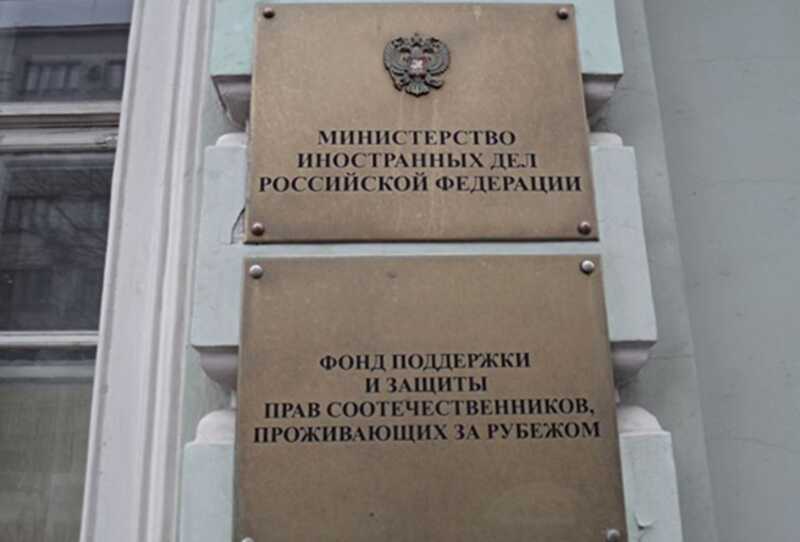 МИНИСТЕРСТВО
ИНОСТРАННЫХ ДЕЛ
РОССИЙСКОЙ ФЕДЕРАЦИИ
ФОНД ПОДДЕРЖКИ
И ЗАЩИТЫ
ПРАВ СООТЕЧЕСТВЕННИКОВ,
ПРОЖИВАЮЩИХ ЗА РУБЕЖОМ